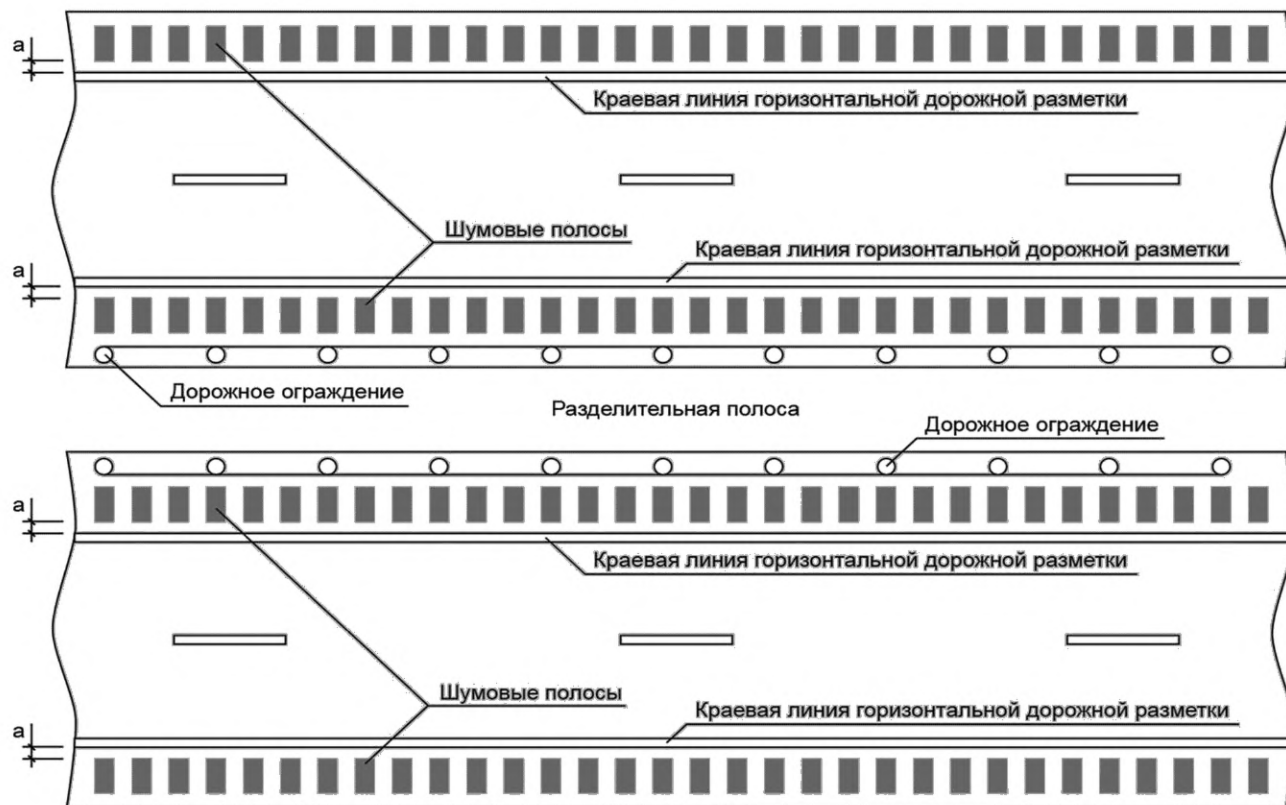 а
Краевая линия горизонтальной дорожной разметки
Шумовые полосы
Краевая линия горизонтальной дорожной разметки
а
Дорожное ограждение
Разделительная полоса
Дорожное ограждение
а
Краевая линия горизонтальной дорожной разметки
Шумовые полосы
Краевая линия горизонтальной дорожной разметки
а